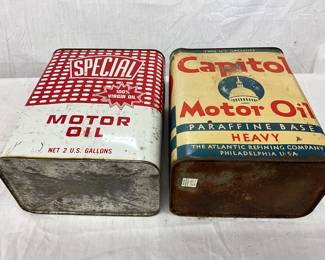 SPECIAL
100%
VIRGIN OIL
MOTOR
OIL
NET 2 U.S. GALLONS
TWO U.S. GALLONS
Capitol
Motor Oil
PARAFFINE BASE
HEAVY
THE ATLANTIC REFINING COMPANY
PHILADELPHIA U·S·A